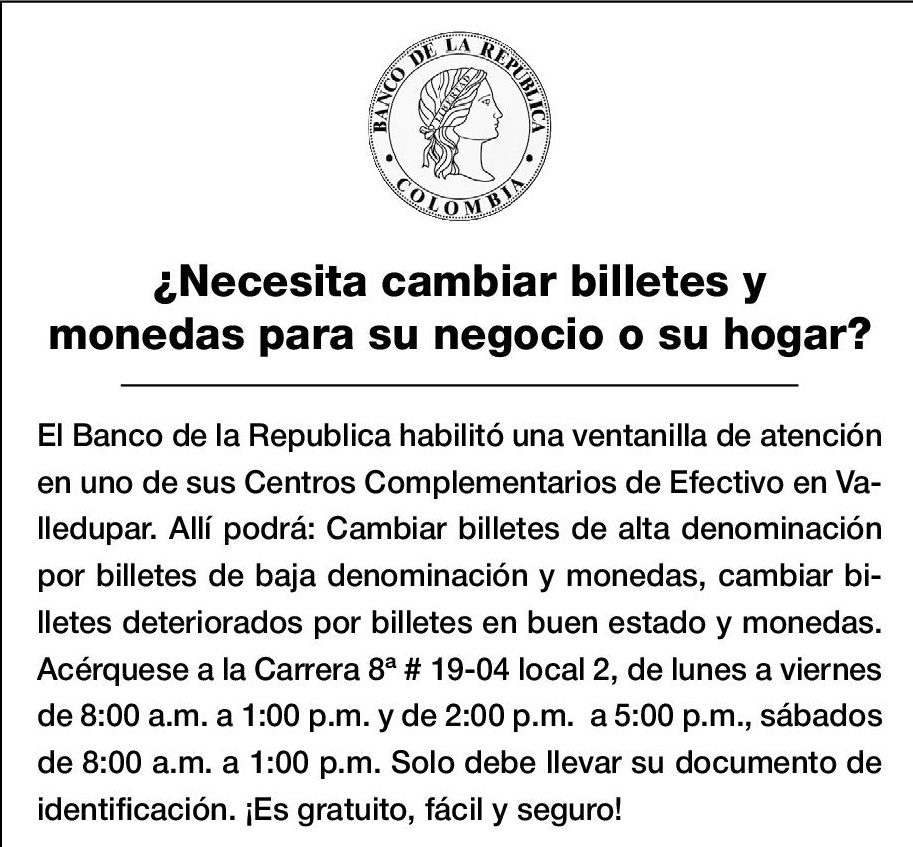 BANCO DE LA REPÚBLICA
COLOMBIA
LIBERTAD
¿Necesita cambiar billetes y
monedas para su negocio o su hogar?
El Banco de la Republica habilitó una ventanilla de atención
en uno de sus Centros Complementarios de Efectivo en Va-
lledupar. Allí podrá: Cambiar billetes de alta denominación
por billetes de baja denominación y monedas, cambiar bi-
lletes deteriorados por billetes en buen estado y monedas.
Acérquese a la Carrera 8ª # 19-04 local 2, de lunes a viernes
de 8:00 a.m. a 1:00 p.m. y de 2:00 p.m. a 5:00 p.m., sábados
de 8:00 a.m. a 1:00 p.m. Solo debe llevar su documento de
identificación. ¡Es gratuito, fácil y seguro!